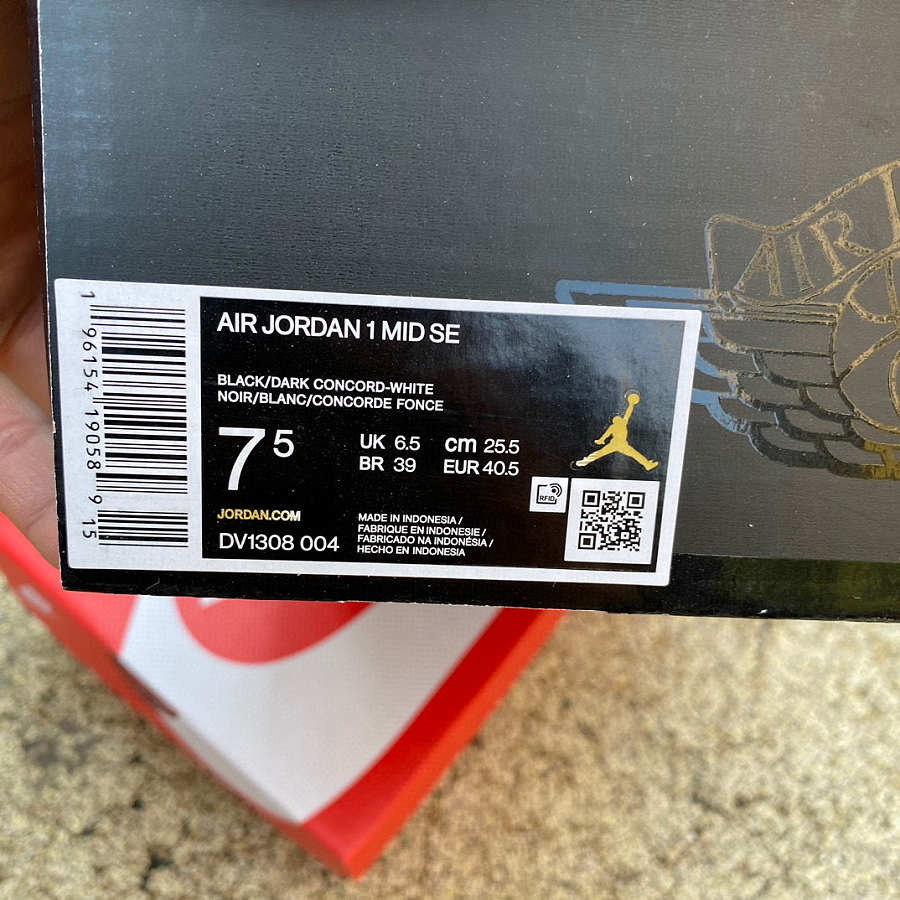 AIR J
1 96154 19058 9 15
AIR JORDAN 1 MID SE
BLACK/DARK CONCORD-WHITE
NOIR/BLANC/CONCORDE FONCE
7 5
UK 6.5 cm 25.5
BR 39 EUR 40.5
RFID
JORDAN.COM
DV1308 004
MADE IN INDONESIA /
FABRIQUE EN INDONESIE /
FABRICADO NA INDONÉSIA /
HECHO EN INDONESIA